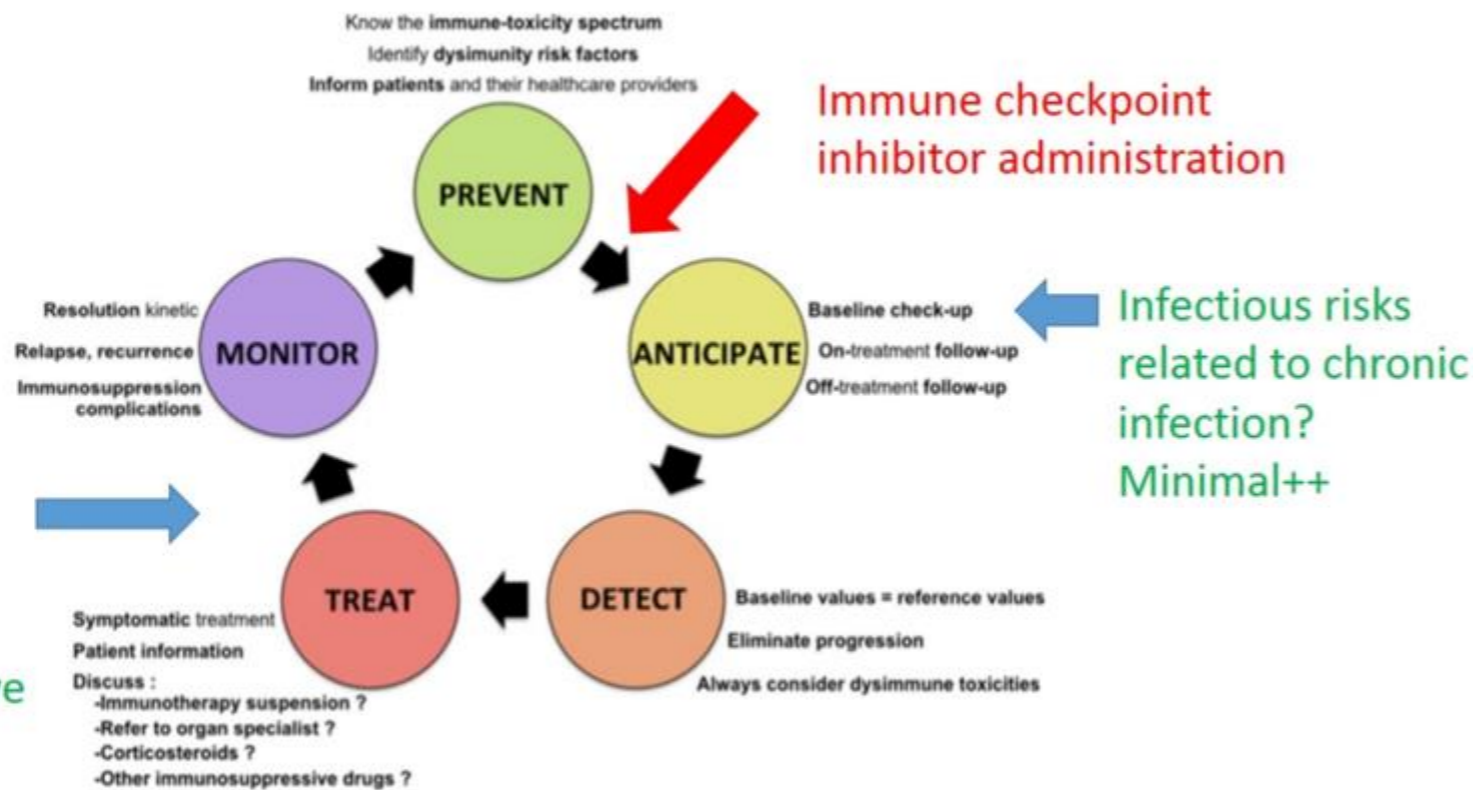 Know the immune-toxicity spectrum
Identify dysimunity risk factors
Inform patients and their healthcare providers
Immune checkpoint
inhibitor administration
PREVENT
ANTICIPATE
Baseline check-up
On-treatment follow-up
Off-treatment follow-up
Infectious risks
related to chronic
infection?
Minimal++
DETECT
Baseline values = reference values
Eliminate progression
Always consider dysimmune toxicities
TREAT
Symptomatic treatment
Patient information
Discuss :
-Immunotherapy suspension ?
-Refer to organ specialist ?
-Corticosteroids ?
-Other immunosuppressive drugs ?
MONITOR
Resolution kinetic
Relapse, recurrence
Immunosuppression
complications